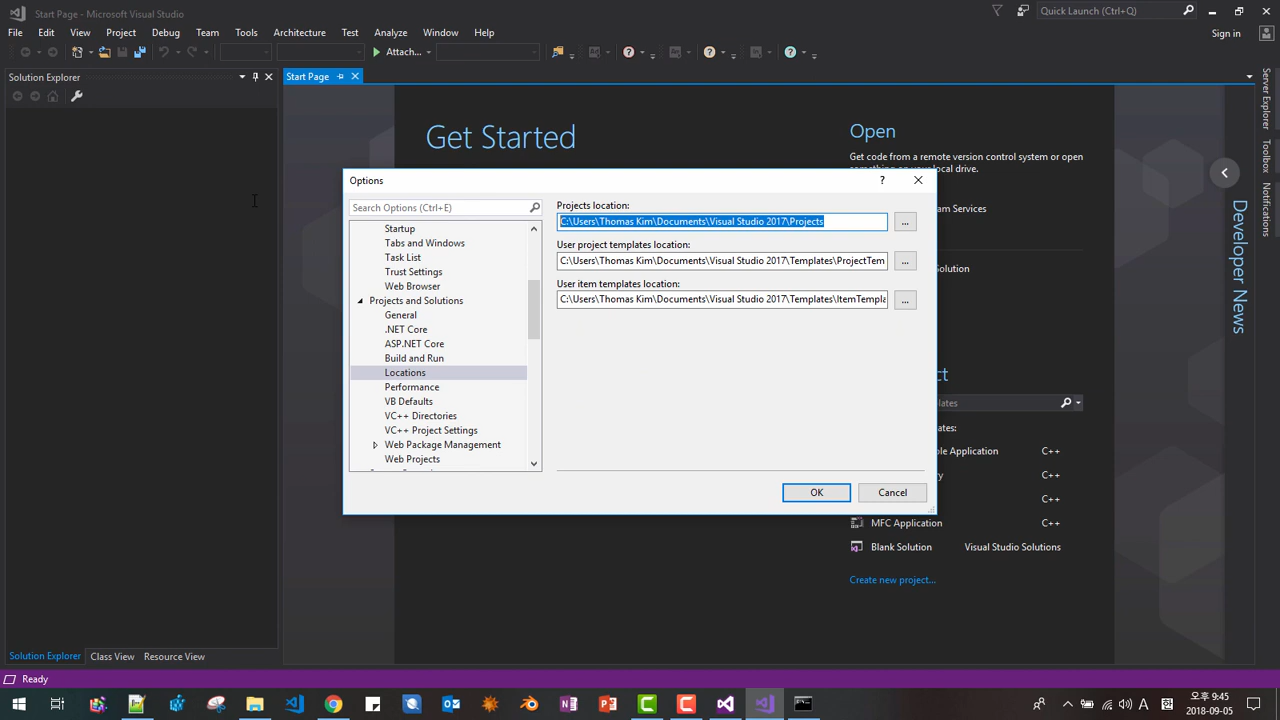 Start Page - Microsoft Visual Studio
Quick Launch (Ctrl+Q)
File Edit View Project Debug Team Tools Architecture Test Analyze Window Help
Sign in
Attach...
Solution Explorer
Start Page
Get Started
Open
Get code from a remote version control system or open
something on your local drive.
am Services
Solution
Options
Search Options (Ctrl+E)
Startup
Tabs and Windows
Task List
Trust Settings
Web Browser
Projects and Solutions
General
.NET Core
ASP.NET Core
Build and Run
Locations
Performance
VB Defaults
VC++ Directories
VC++ Project Settings
Web Package Management
Web Projects
Projects location:
C:\Users\Thomas Kim\Documents\Visual Studio 2017\Projects
...
User project templates location:
C:\Users\Thomas Kim\Documents\Visual Studio 2017\Templates\ProjectTem
...
User item templates location:
C:\Users\Thomas Kim\Documents\Visual Studio 2017\Templates\ItemTempla
...
OK
Cancel
ct
lates
ates:
ole Application C++
ry C++
C++
MFC Application C++
Blank Solution Visual Studio Solutions
Create new project...
Developer News
Server Explorer
Toolbox
Notifications
Solution Explorer Class View Resource View
Ready
A
오후 9:45
2018-09-05